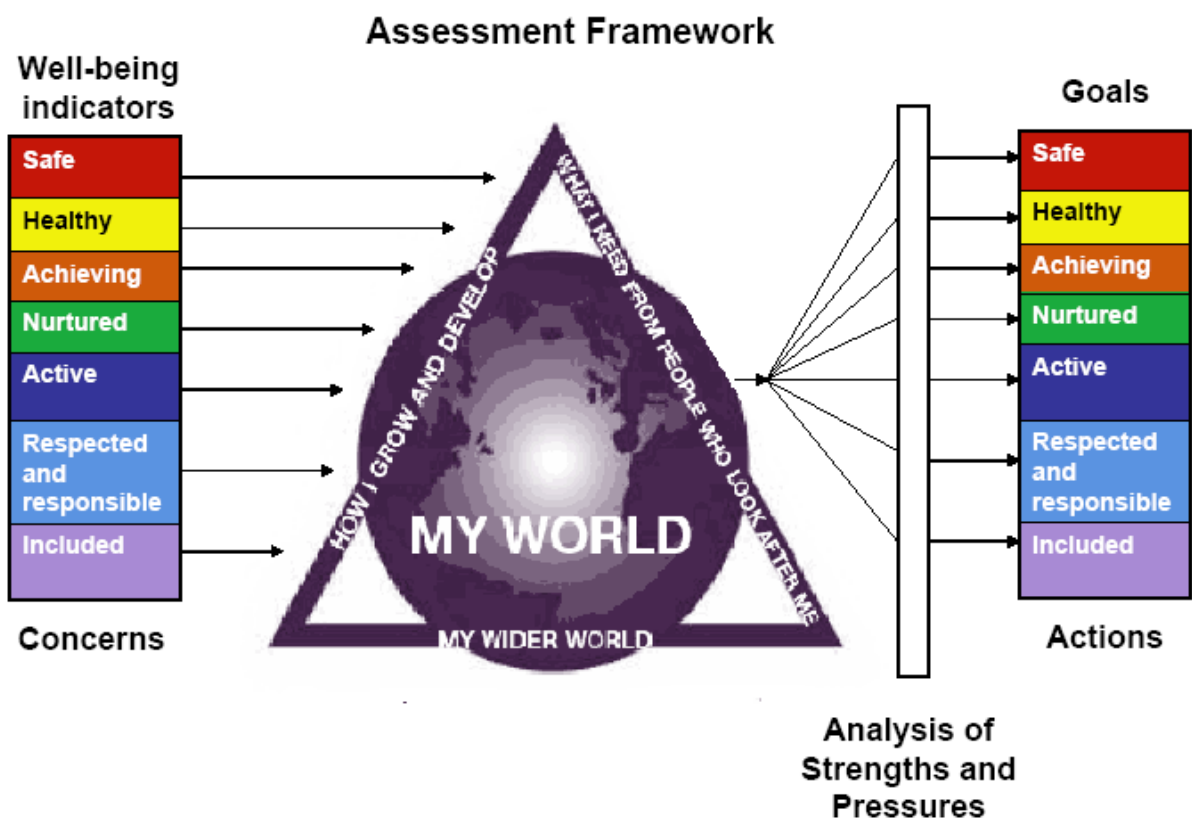 Assessment Framework
Well-being
indicators
Safe
Healthy
Achieving
Nurtured
Active
Respected
and
responsible
Included
Concerns
HOW I GROW AND DEVELOP
WHAT I NEED FROM PEOPLE WHO LOOK AFTER ME
MY WORLD
MY WIDER WORLD
Analysis of
Strengths and
Pressures
Goals
Safe
Healthy
Achieving
Nurtured
Active
Respected
and
responsible
Included
Actions